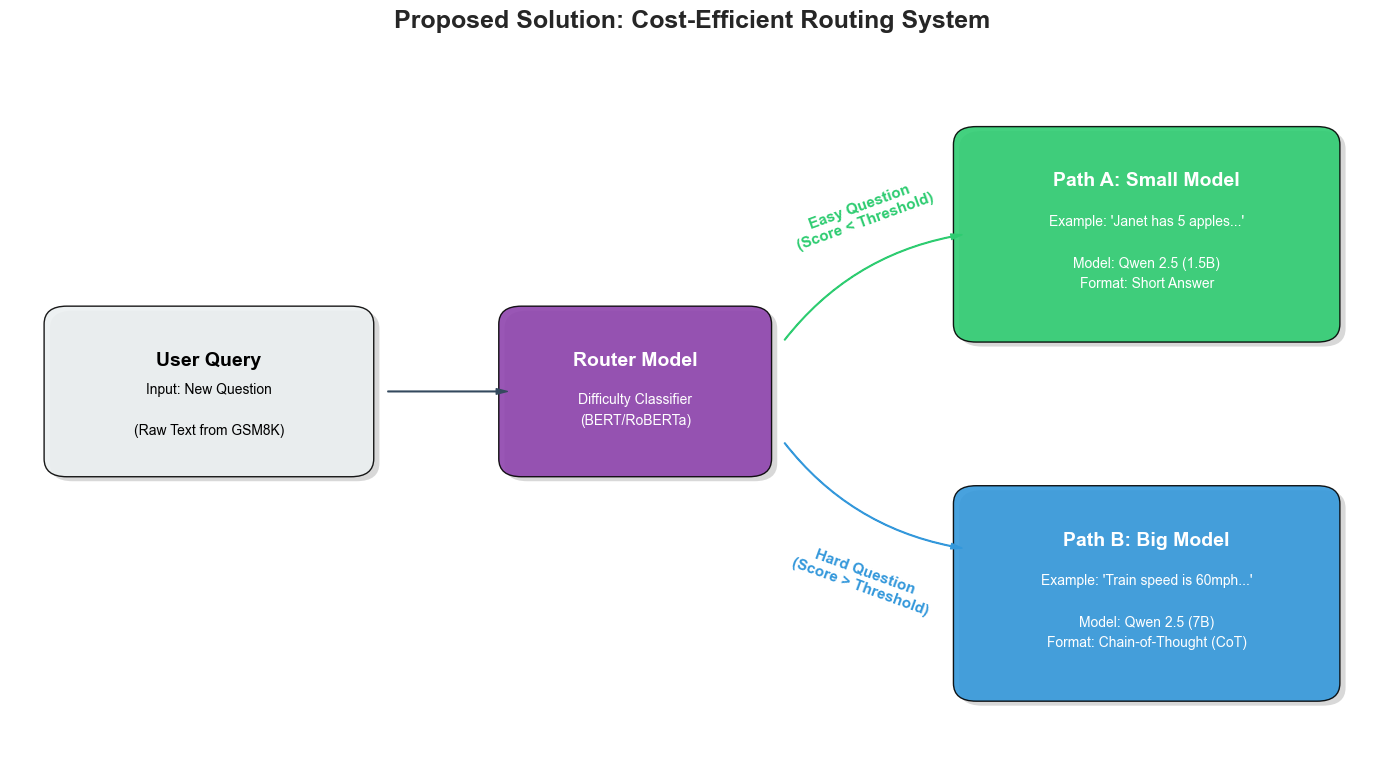 Proposed Solution: Cost-Efficient Routing System
User Query
Input: New Question
(Raw Text from GSM8K)
Router Model
Difficulty Classifier
(BERT/RoBERTa)
Easy Question
(Score < Threshold)
Path A: Small Model
Example: 'Janet has 5 apples...'
Model: Qwen 2.5 (1.5B)
Format: Short Answer
Hard Question
(Score > Threshold)
Path B: Big Model
Example: 'Train speed is 60mph...'
Model: Qwen 2.5 (7B)
Format: Chain-of-Thought (CoT)